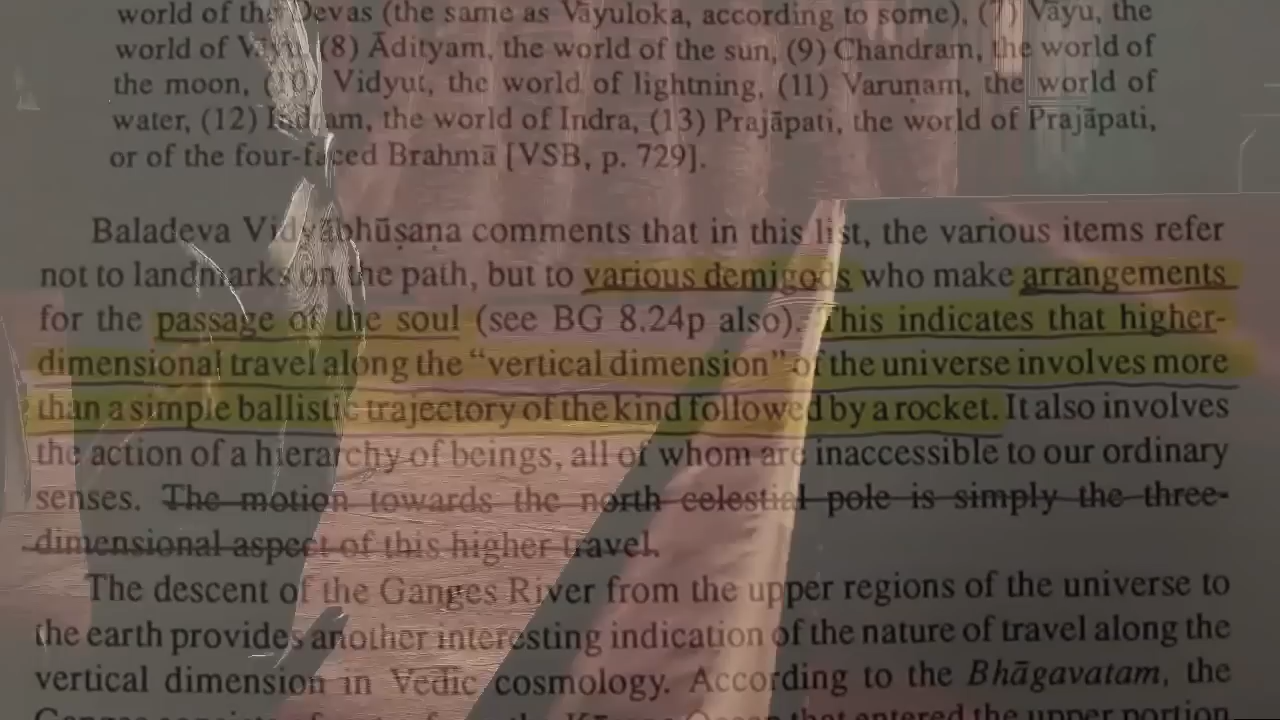 world of the Devas (the same as Vāyuloka, according to some), (7) Vāyu, the
world of Vāyu, (8) Ādityam, the world of the sun, (9) Chandram, the world of
the moon, (10) Vidyut, the world of lightning, (11) Varuṇam, the world of
water, (12) Indram, the world of Indra, (13) Prajāpati, the world of Prajāpati,
or of the four-faced Brahmā [VSB, p. 729].
Baladeva Vidyābhūṣaṇa comments that in this list, the various items refer
not to landmarks on the path, but to various demigods who make arrangements
for the passage of the soul (see BG 8.24p also). This indicates that higher-
dimensional travel along the “vertical dimension” of the universe involves more
than a simple ballistic trajectory of the kind followed by a rocket. It also involves
the action of a hierarchy of beings, all of whom are inaccessible to our ordinary
senses. The motion towards the north celestial pole is simply the three-
dimensional aspect of this higher travel.
The descent of the Ganges River from the upper regions of the universe to
the earth provides another interesting indication of the nature of travel along the
vertical dimension in Vedic cosmology. According to the Bhāgavatam, the
that entered the upper portion